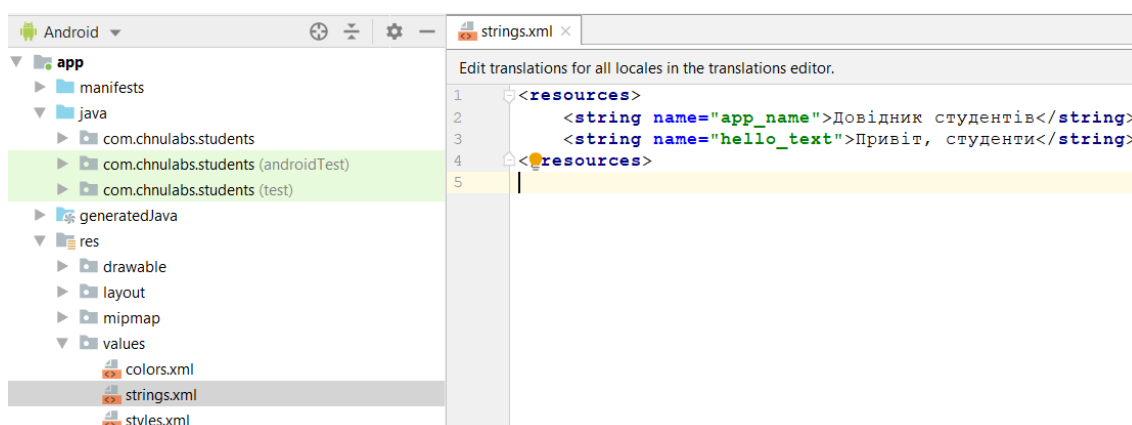 Android
app
manifests
java
com.chnulabs.students
com.chnulabs.students (androidTest)
com.chnulabs.students (test)
generatedJava
res
drawable
layout
mipmap
values
colors.xml
strings.xml
styles.xml
strings.xml
Edit translations for all locales in the translations editor.
1 <resources>
2 <string name="app_name">Довідник студентів</string>
3 <string name="hello_text">Привіт, студенти</string>
4 <resources>
5